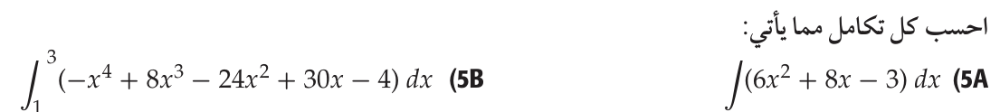 احسب كل تكامل مما يأتي:
(5A ∫(6x² + 8x − 3) dx
(5B ∫₁³(−x⁴ + 8x³ − 24x² + 30x − 4) dx